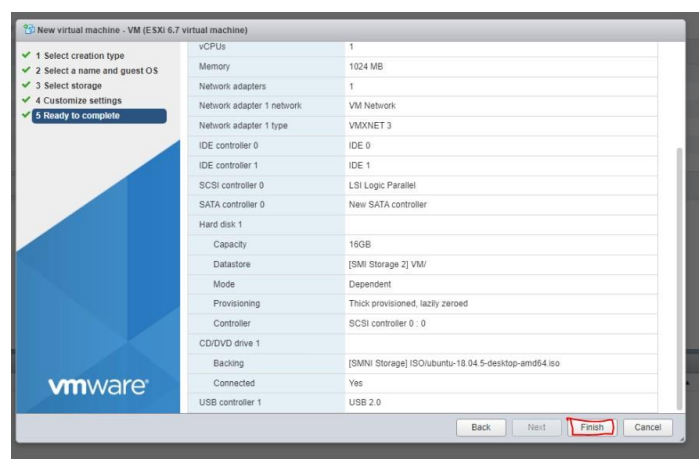 New virtual machine - VM (ESXi 6.7 virtual machine)
1 Select creation type
2 Select a name and guest OS
3 Select storage
4 Customize settings
5 Ready to complete
vCPUs 1
Memory 1024 MB
Network adapters 1
Network adapter 1 network VM Network
Network adapter 1 type VMXNET 3
IDE controller 0 IDE 0
IDE controller 1 IDE 1
SCSI controller 0 LSI Logic Parallel
SATA controller 0 New SATA controller
Hard disk 1
Capacity 16GB
Datastore [SMI Storage 2] VM/
Mode Dependent
Provisioning Thick provisioned, lazily zeroed
Controller SCSI controller 0 : 0
CD/DVD drive 1
Backing [SMNI Storage] ISO/ubuntu-18.04.5-desktop-amd64.iso
Connected Yes
USB controller 1 USB 2.0
vmware®
Back Next Finish Cancel